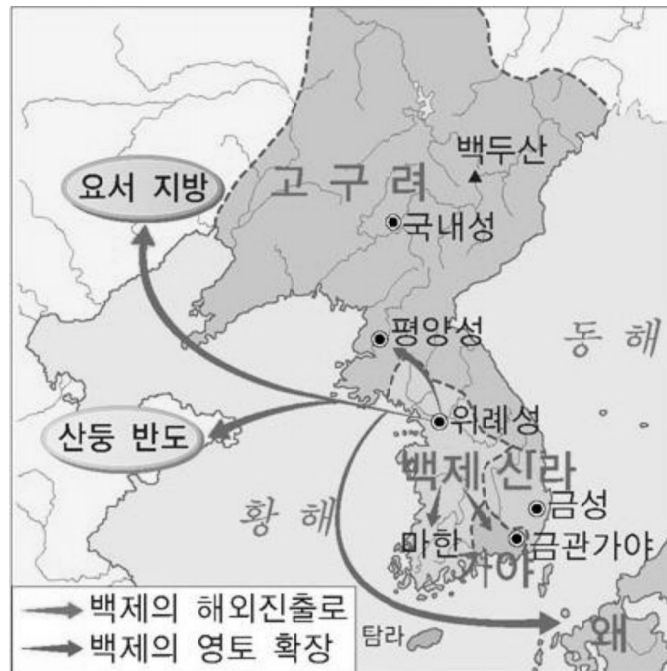 백두산
고구려
요서 지방
국내성
평양성
동해
위례성
산둥 반도
백제
신라
황해
금성
마한
금관가야
가야
왜
탐라
백제의 해외진출로
백제의 영토 확장